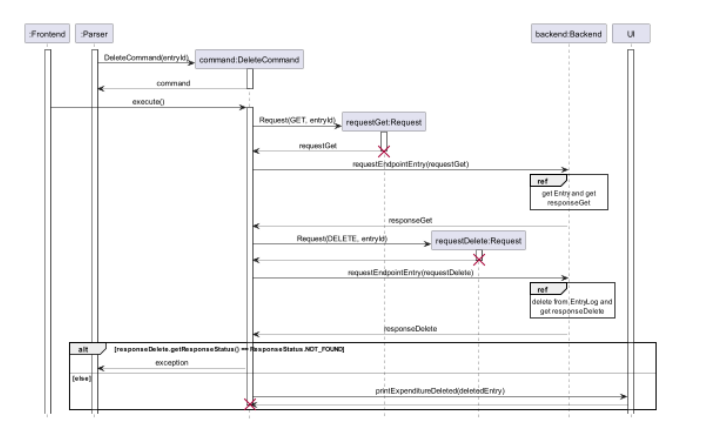 :Frontend
:Parser
backend:Backend
UI
DeleteCommand(entryId)
command:DeleteCommand
command
execute()
Request(GET, entryId)
requestGet:Request
requestGet
requestEndpointEntry(requestGet)
ref
get Entry and get
responseGet
responseGet
Request(DELETE, entryId)
requestDelete:Request
requestEndpointEntry(requestDelete)
ref
delete from EntryLog and
get responseDelete
responseDelete
alt
[responseDelete.getResponseStatus() == ResponseStatus.NOT_FOUND]
exception
[else]
printExpenditureDeleted(deletedEntry)